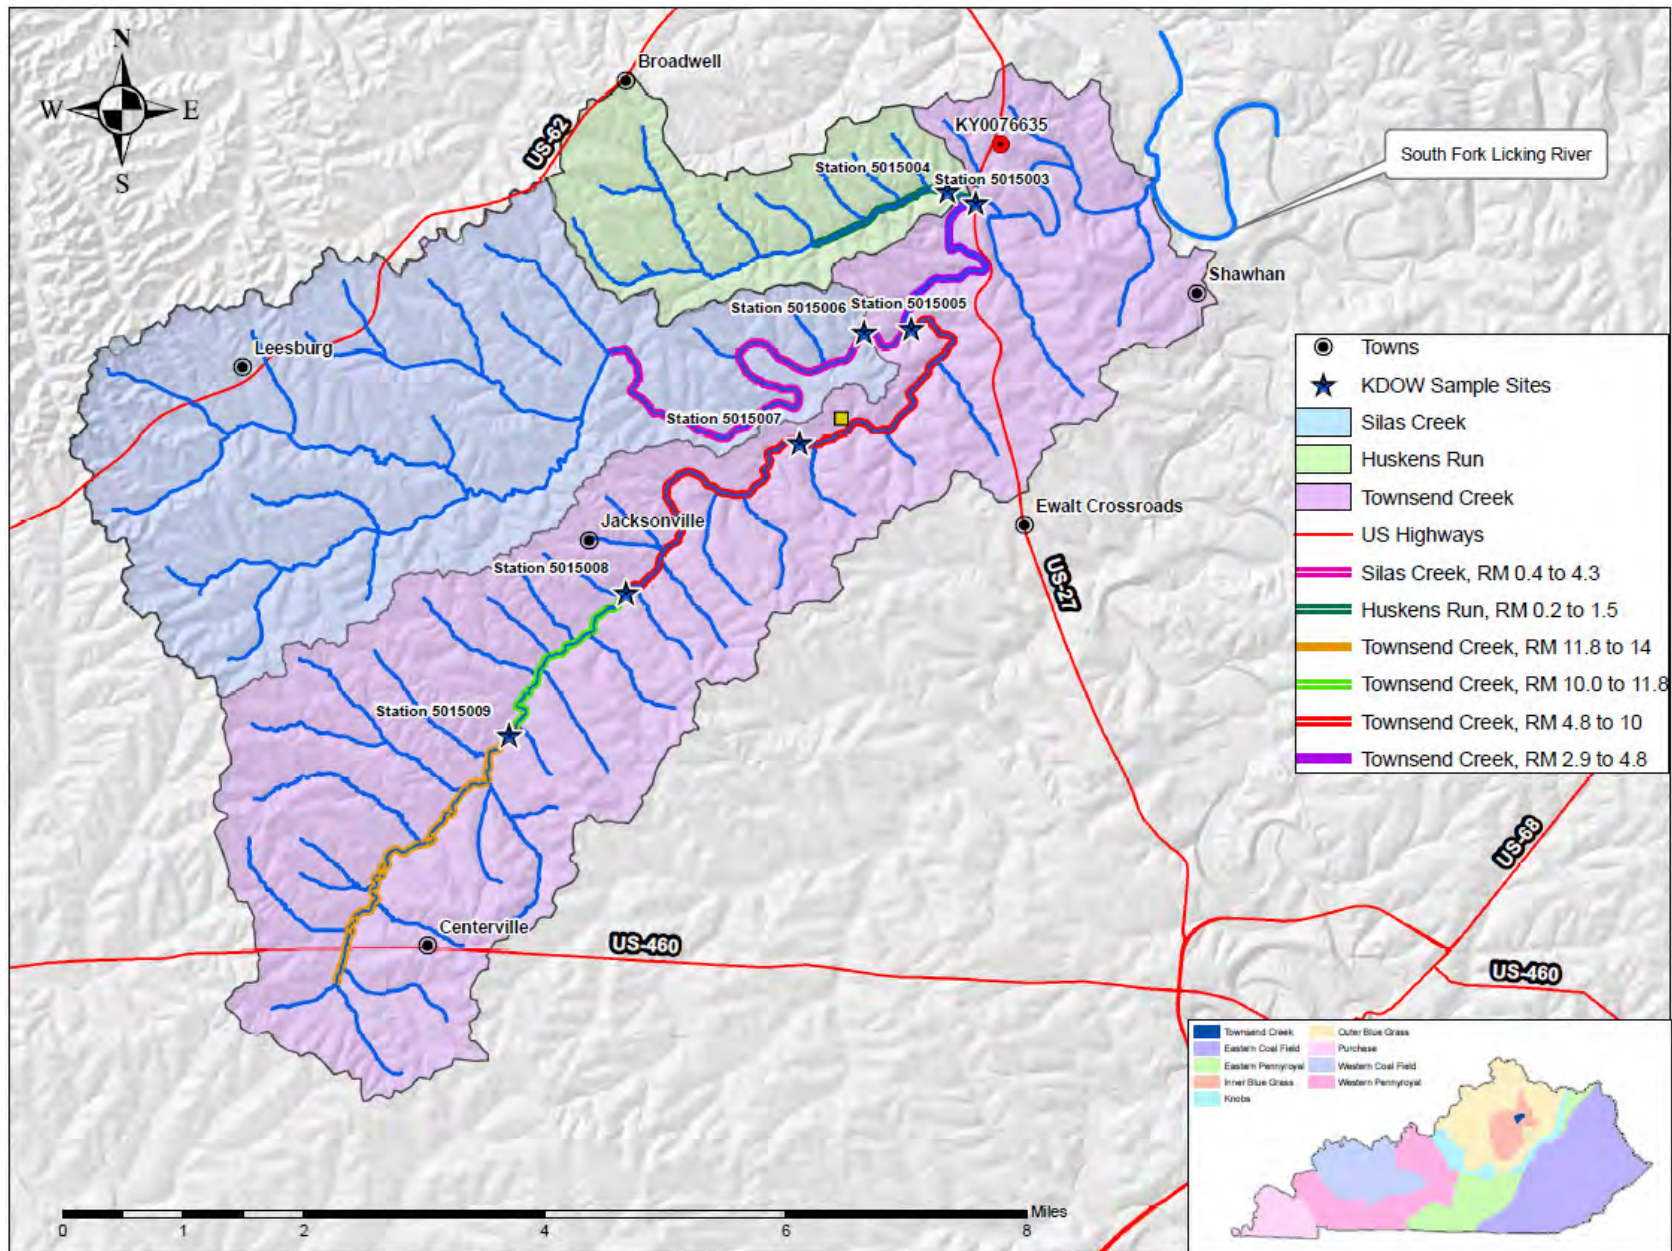 N
W
E
S
Broadwell
US-62
KY0076635
South Fork Licking River
Station 5015004
Station 5015003
Shawhan
Station 5015006
Station 5015005
Leesburg
Station 5015007
Ewalt Crossroads
Jacksonville
Station 5015008
US-27
Station 5015009
Centerville
US-460
US-68
US-460
Towns
KDOW Sample Sites
Silas Creek
Huskens Run
Townsend Creek
US Highways
Silas Creek, RM 0.4 to 4.3
Huskens Run, RM 0.2 to 1.5
Townsend Creek, RM 11.8 to 14
Townsend Creek, RM 10.0 to 11.8
Townsend Creek, RM 4.8 to 10
Townsend Creek, RM 2.9 to 4.8
Townsend Creek
Eastern Coal Field
Eastern Pennyroyal
Inner Blue Grass
Knobs
Outer Blue Grass
Purchase
Western Coal Field
Western Pennyroyal
Miles
0 1 2 4 6 8